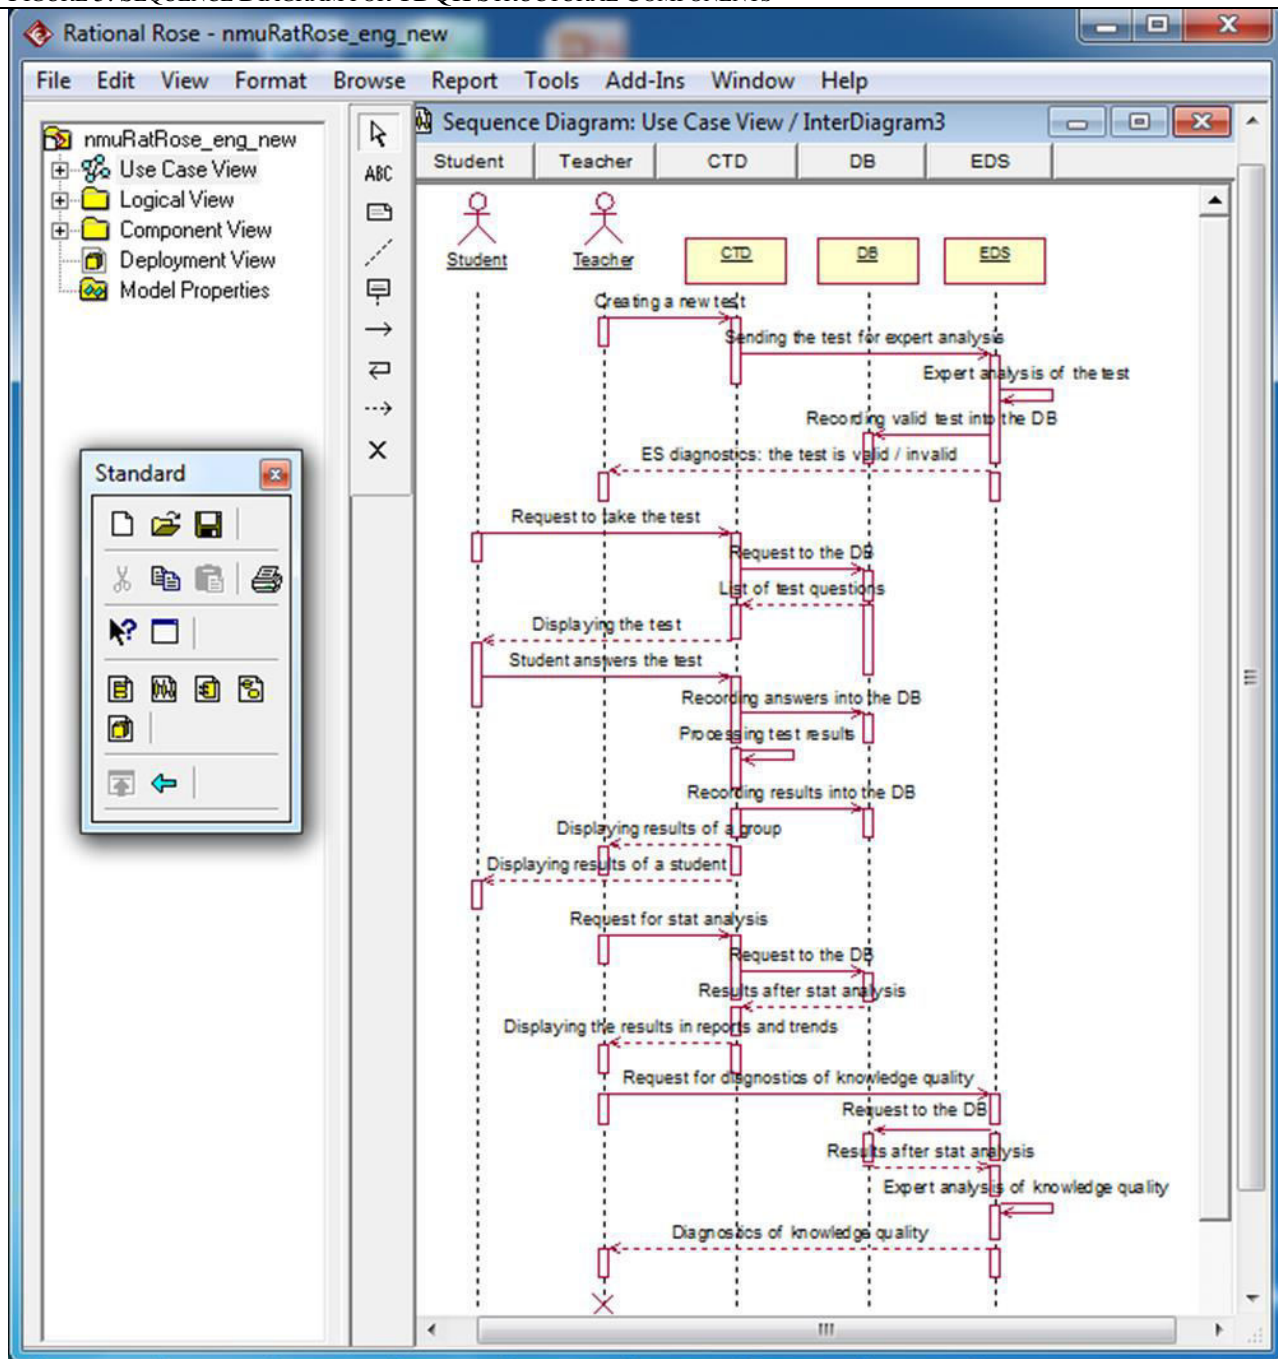 Rational Rose - nmuRatRose_eng_new
File Edit View Format Browse Report Tools Add-Ins Window Help
nmuRatRose_eng_new
Use Case View
Logical View
Component View
Deployment View
Model Properties
ABC
Standard
Sequence Diagram: Use Case View / InterDiagram3
Student Teacher CTD DB EDS
Student Teacher CTD DB EDS
Creating a new test
Sending the test for expert analysis
Expert analysis of the test
Recording valid test into the DB
ES diagnostics: the test is valid / invalid
Request to take the test
Request to the DB
List of test questions
Displaying the test
Student answers the test
Recording answers into the DB
Processing test results
Recording results into the DB
Displaying results of a group
Displaying results of a student
Request for stat analysis
Request to the DB
Results after stat analysis
Displaying the results in reports and trends
Request for diagnostics of knowledge quality
Request to the DB
Results after stat analysis
Expert analysis of knowledge quality
Diagnostics of knowledge quality